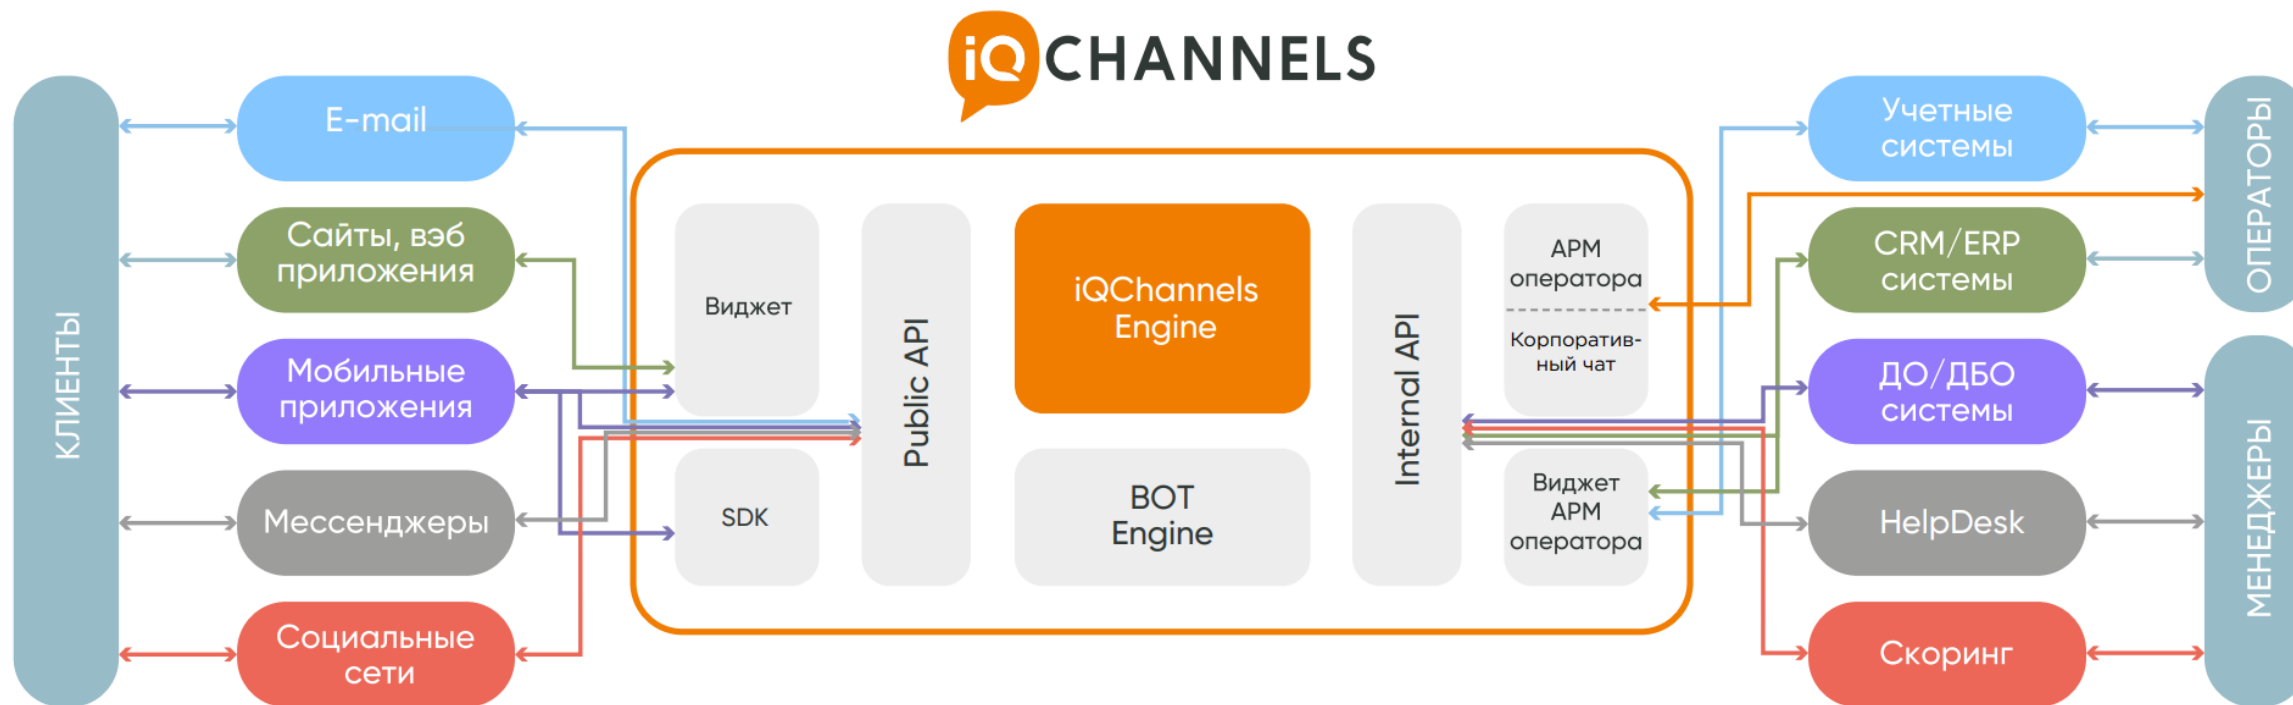 iQCHANNELS
КЛИЕНТЫ
E-mail
Сайты, вэб
приложения
Мобильные
приложения
Мессенджеры
Социальные
сети
Виджет
SDK
Public API
iQChannels
Engine
BOT
Engine
Internal API
АРМ
оператора
Корпоратив-
ный чат
Виджет
АРМ
оператора
Учетные
системы
CRM/ERP
системы
ДО/ДБО
системы
HelpDesk
Скоринг
ОПЕРАТОРЫ
МЕНЕДЖЕРЫ